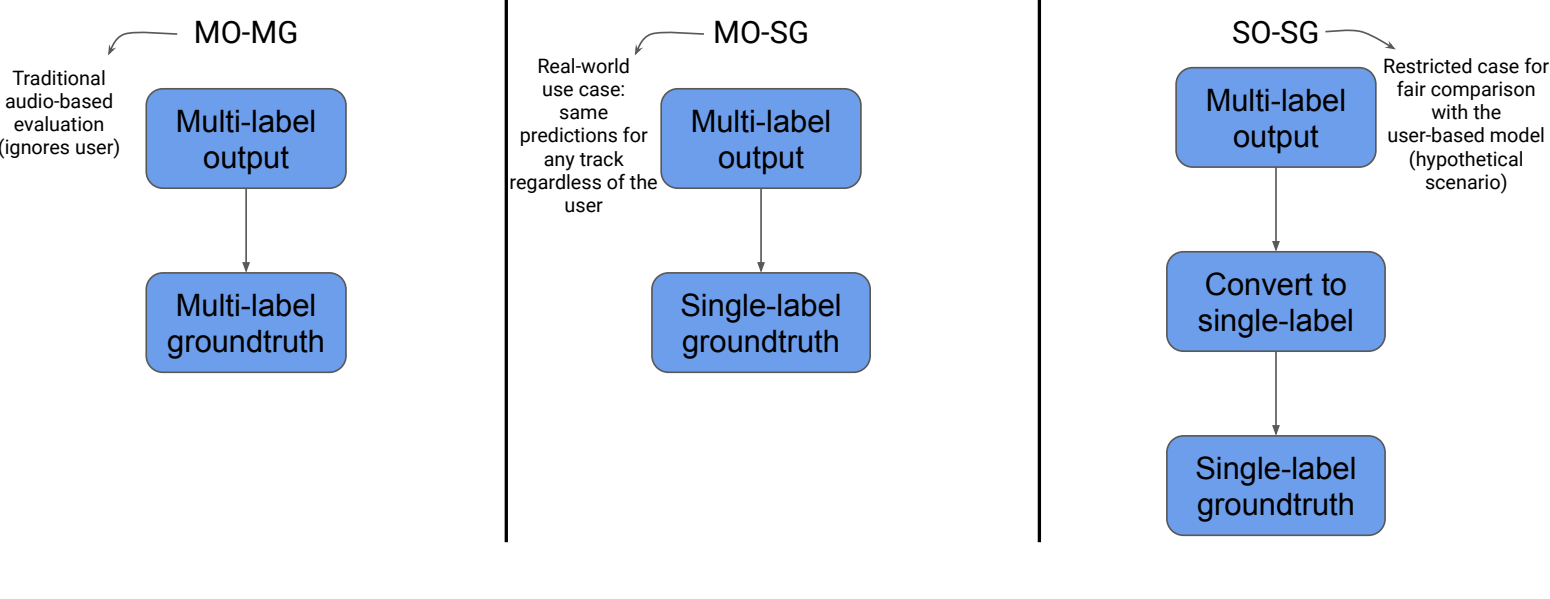 MO-MG
Traditional
audio-based
evaluation
(ignores user)
Multi-label
output
Multi-label
groundtruth
MO-SG
Real-world
use case:
same
predictions for
any track
regardless of the
user
Multi-label
output
Single-label
groundtruth
SO-SG
Restricted case for
fair comparison
with the
user-based model
(hypothetical
scenario)
Multi-label
output
Convert to
single-label
Single-label
groundtruth